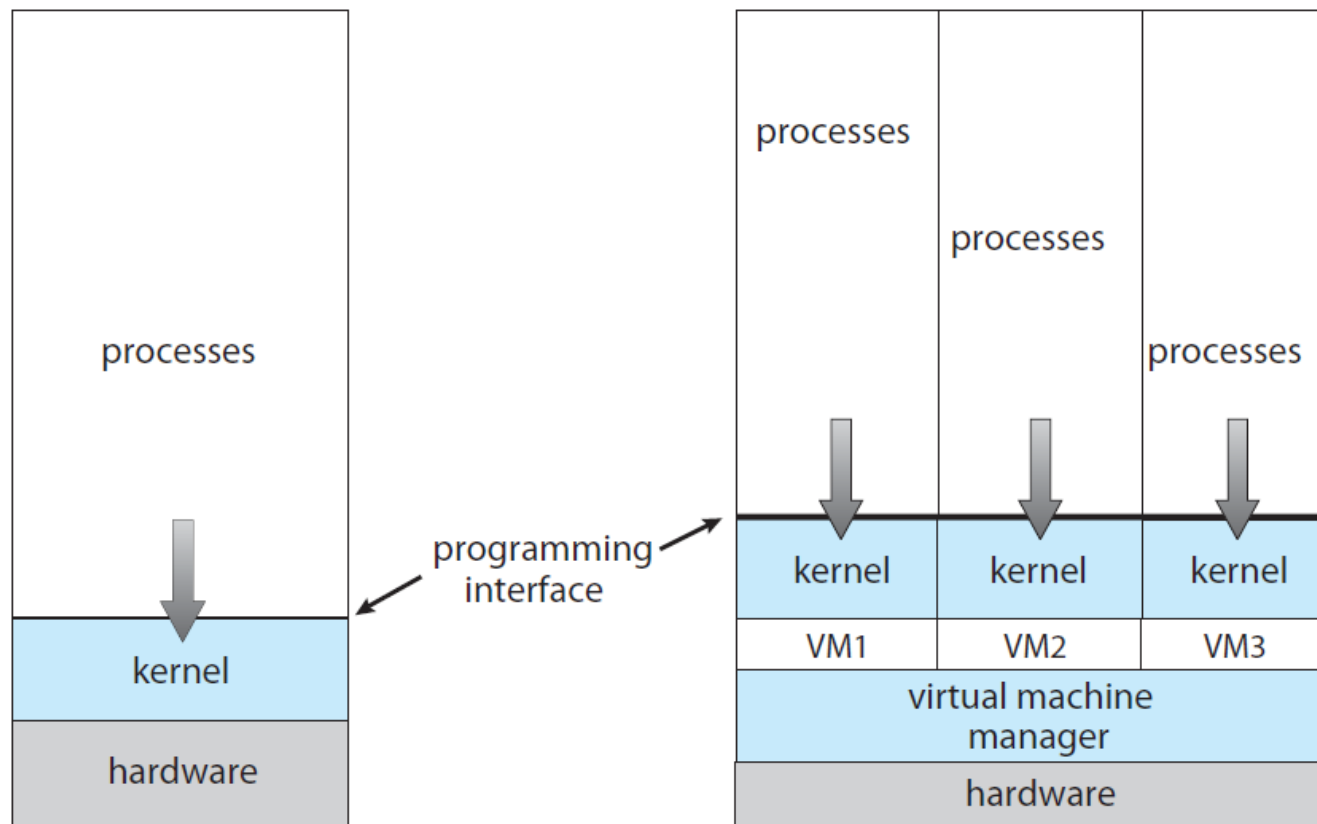 processes
kernel
hardware
programming
interface
processes
processes
processes
kernel
kernel
kernel
VM1
VM2
VM3
virtual machine
manager
hardware